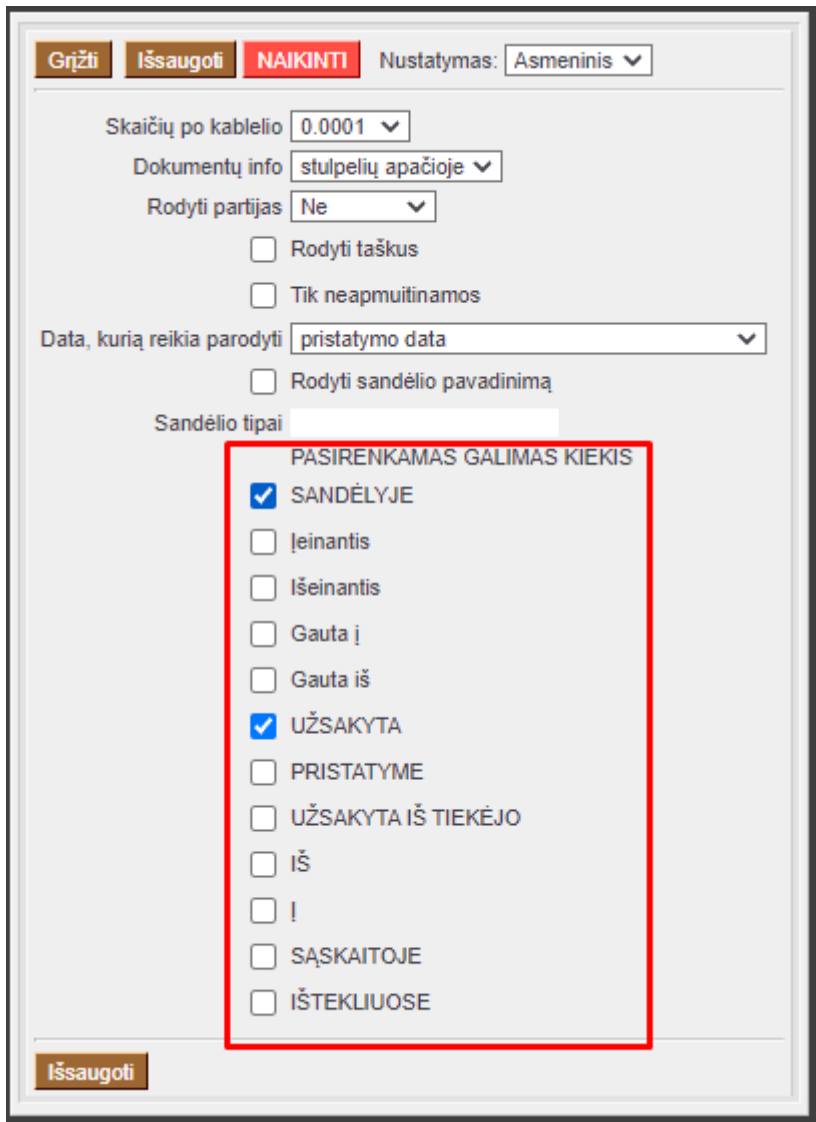 Grįžti Išsaugoti NAIKINTI Nustatymas: Asmeninis
Skaičių po kablelio 0.0001
Dokumentų info stulpelių apačioje
Rodyti partijas Ne
Rodyti taškus
Tik neapmuitinamos
Data, kurią reikia parodyti pristatymo data
Rodyti sandėlio pavadinimą
Sandėlio tipai
PASIRENKAMAS GALIMAS KIEKIS
SANDĖLYJE
Įeinantis
Išeinantis
Gauta į
Gauta iš
UŽSAKYTA
PRISTATYME
UŽSAKYTA IŠ TIEKĖJO
IŠ
Į
SĄSKAITOJE
IŠTEKLIUOSE
Išsaugoti